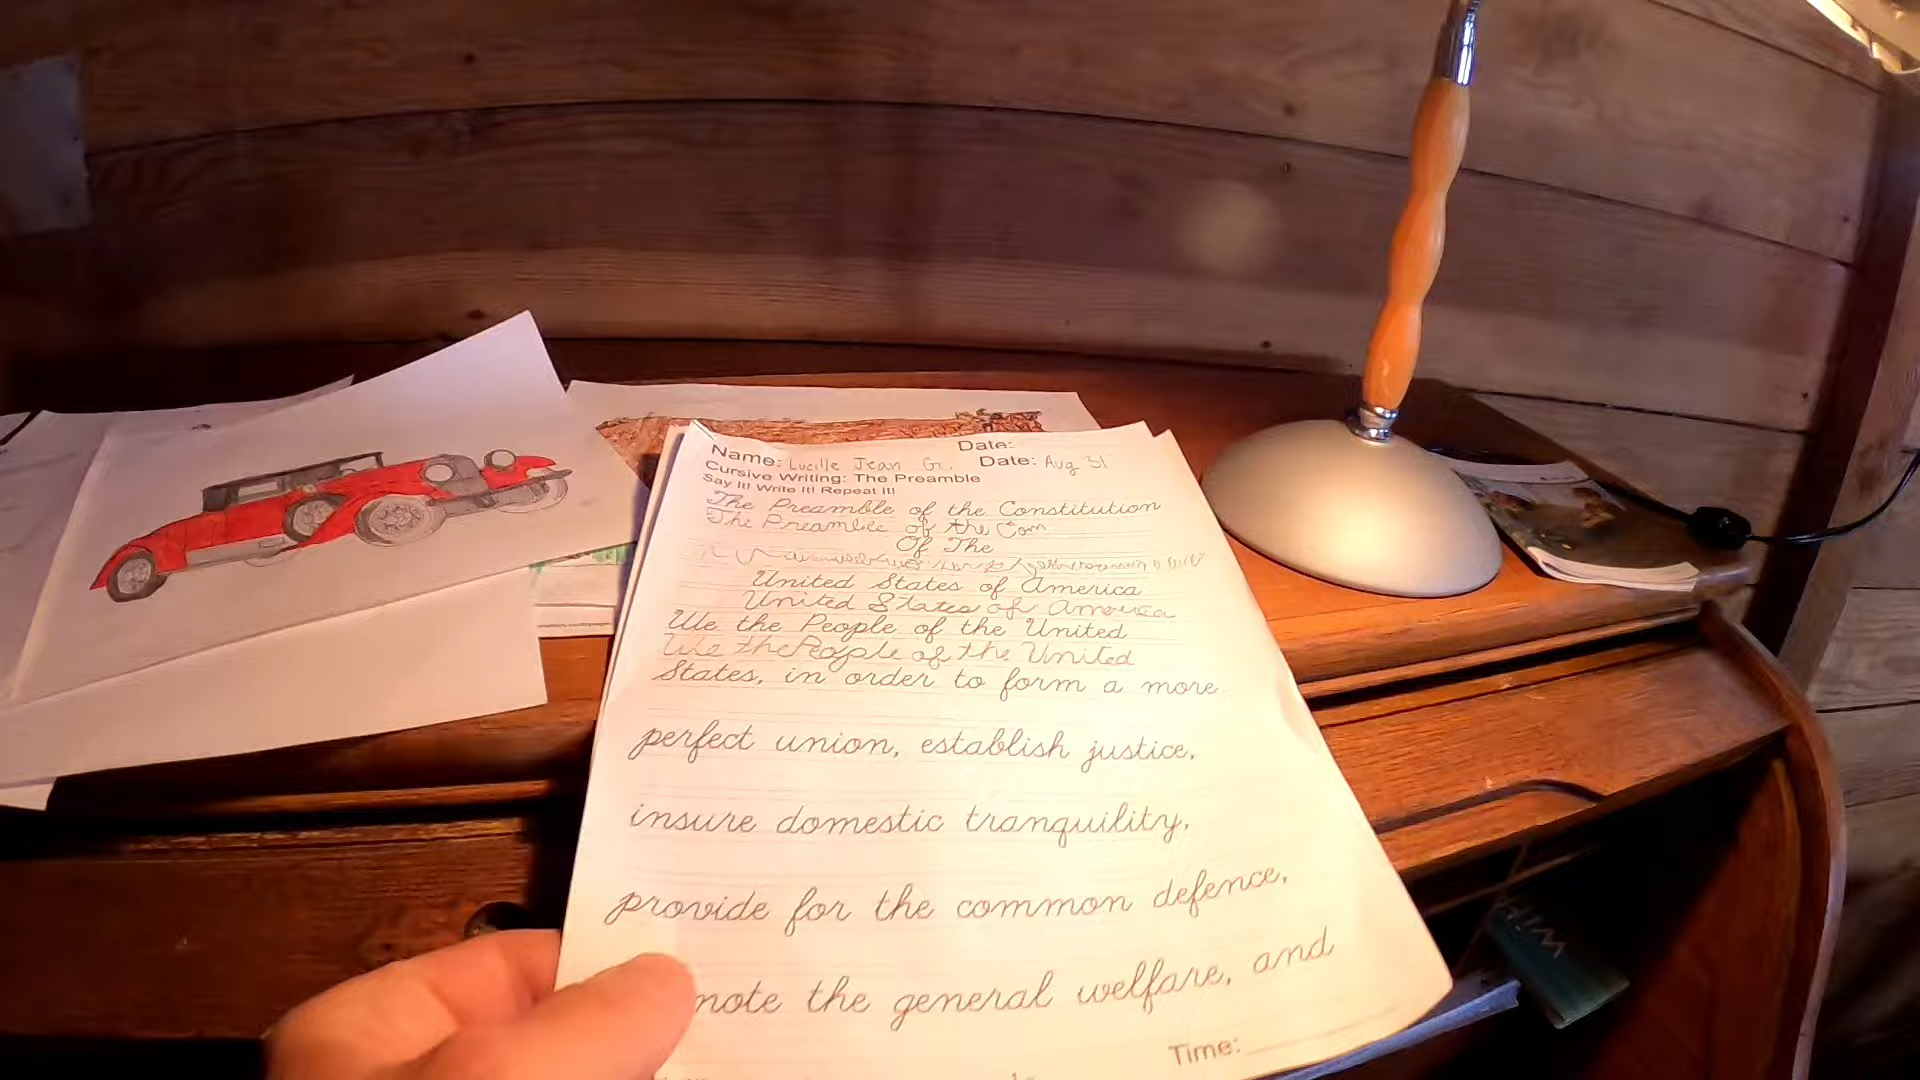 Date:
Name: Lucille Jean Gr. Date: Aug 31
Cursive Writing: The Preamble
Say It! Write It! Repeat It!
The Preamble of the Constitution
The Preamble of the Con
Of The
United States of America
United States of America
We the People of the United
We the People of the United
States, in order to form a more
perfect union, establish justice,
insure domestic tranquility,
provide for the common defence,
mote the general welfare, and
Time: